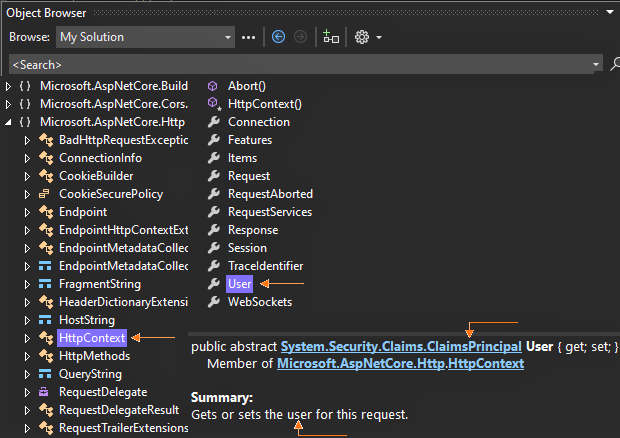 Object Browser
Browse: My Solution
<Search>
{ } Microsoft.AspNetCore.Build
{ } Microsoft.AspNetCore.Cors.
{ } Microsoft.AspNetCore.Http
BadHttpRequestExceptio
ConnectionInfo
CookieBuilder
CookieSecurePolicy
Endpoint
EndpointHttpContextExt
EndpointMetadataCollec
EndpointMetadataCollec
FragmentString
HeaderDictionaryExtensi
HostString
HttpContext
HttpMethods
QueryString
RequestDelegate
RequestDelegateResult
RequestTrailerExtensions
Abort()
HttpContext()
Connection
Features
Items
Request
RequestAborted
RequestServices
Response
Session
TraceIdentifier
User
WebSockets
public abstract System.Security.Claims.ClaimsPrincipal User { get; set; }
Member of Microsoft.AspNetCore.Http.HttpContext
Summary:
Gets or sets the user for this request.